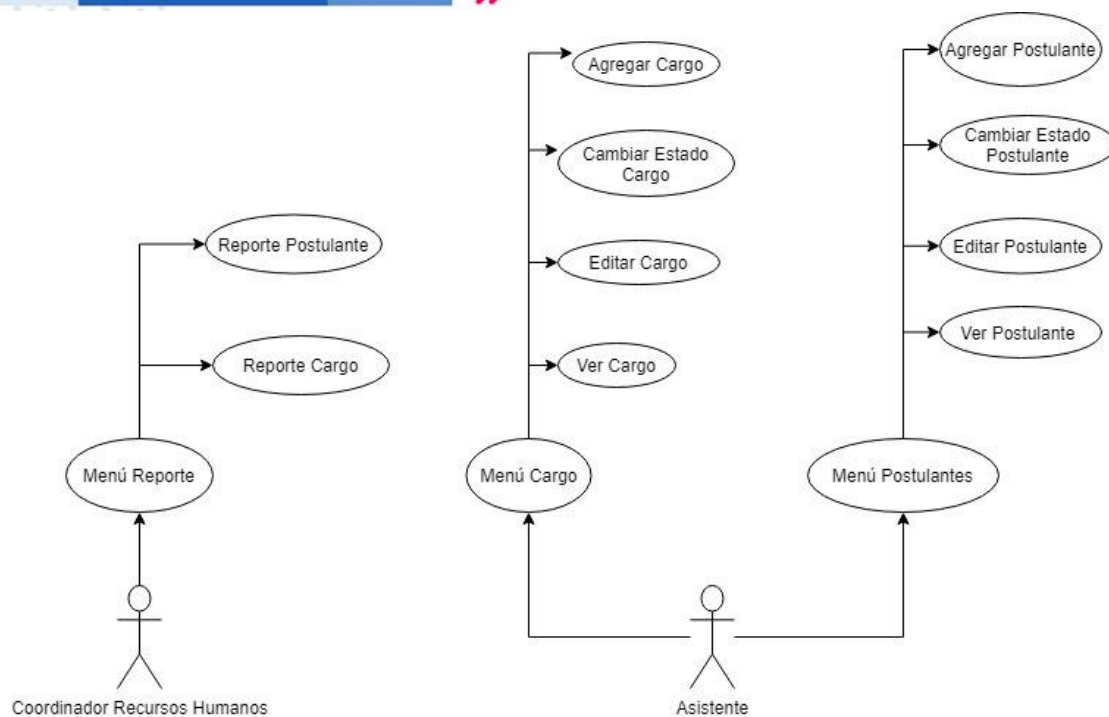 Agregar Cargo
Cambiar Estado
Cargo
Editar Cargo
Ver Cargo
Menú Cargo
Agregar Postulante
Cambiar Estado
Postulante
Editar Postulante
Ver Postulante
Menú Postulantes
Reporte Postulante
Reporte Cargo
Menú Reporte
Coordinador Recursos Humanos
Asistente